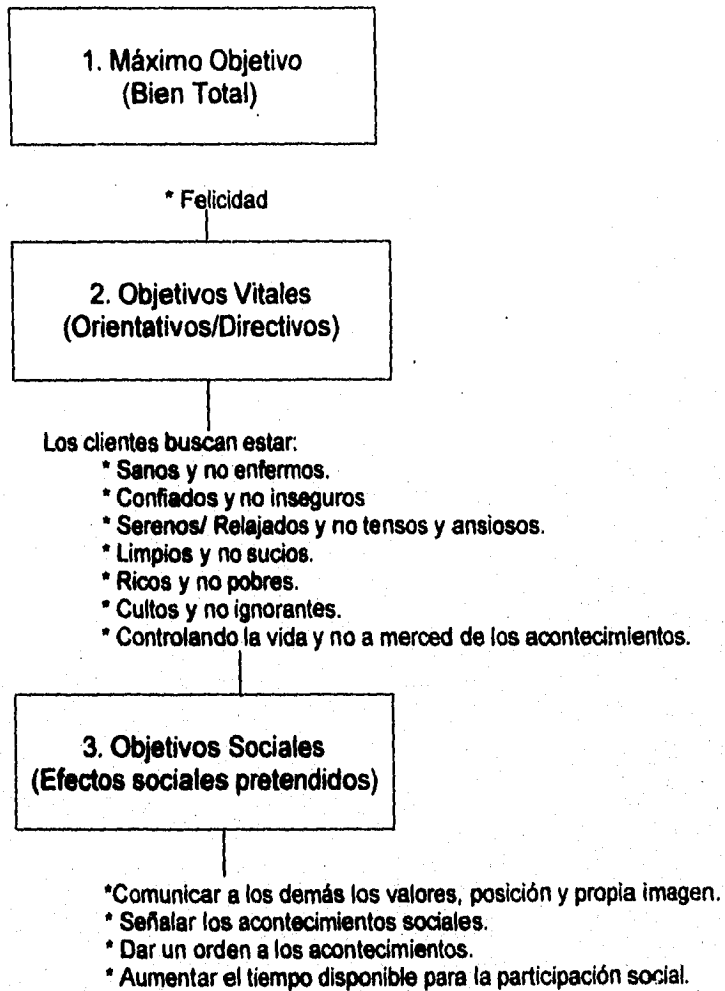 1. Máximo Objetivo
(Bien Total)
* Felicidad
2. Objetivos Vitales
(Orientativos/Directivos)
Los clientes buscan estar:
* Sanos y no enfermos.
* Confiados y no inseguros
* Serenos/ Relajados y no tensos y ansiosos.
* Limpios y no sucios.
* Ricos y no pobres.
* Cultos y no ignorantes.
* Controlando la vida y no a merced de los acontecimientos.
3. Objetivos Sociales
(Efectos sociales pretendidos)
*Comunicar a los demás los valores, posición y propia imagen.
* Señalar los acontecimientos sociales.
* Dar un orden a los acontecimientos.
* Aumentar el tiempo disponible para la participación social.